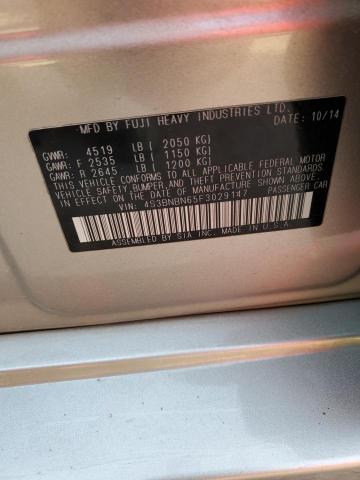 MFD BY FUJI HEAVY INDUSTRIES LTD.
DATE: 10/14
GVWR: 4519 LB ( 2050 KG)
GAWR: F 2535 LB ( 1150 KG)
GAWR: R 2645 LB ( 1200 KG)
THIS VEHICLE CONFORMS TO ALL APPLICABLE FEDERAL MOTOR
VEHICLE SAFETY, BUMPER, AND THEFT PREVENTION STANDARDS
IN EFFECT ON THE DATE OF MANUFACTURE SHOWN ABOVE.
VIN: 4S3BNBN65F3029147 PASSENGER CAR
ASSEMBLED BY SIA INC. MADE IN U.S.A.